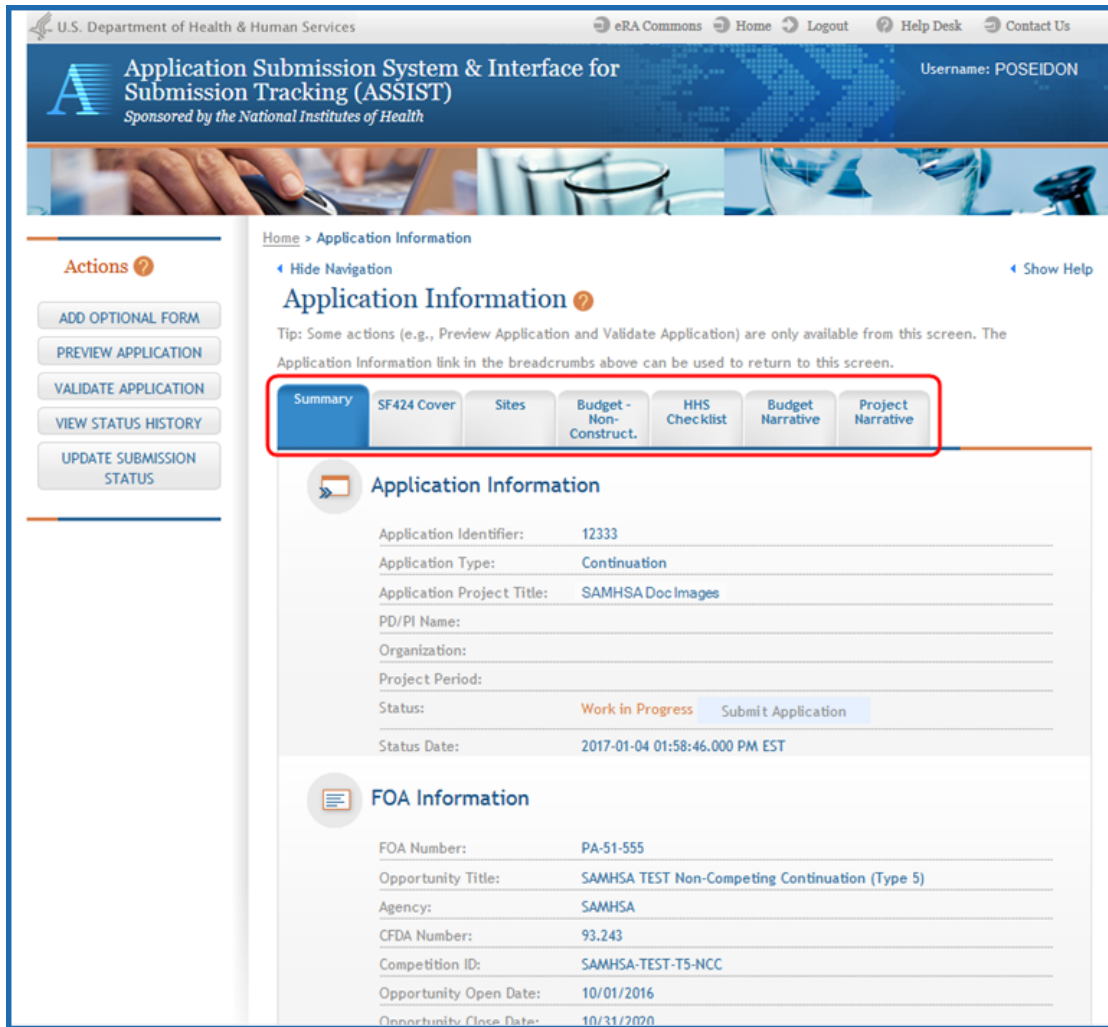 U.S. Department of Health & Human Services
eRA Commons Home Logout Help Desk Contact Us
Application Submission System & Interface for
Submission Tracking (ASSIST)
Sponsored by the National Institutes of Health
Username: POSEIDON
Actions ?
ADD OPTIONAL FORM
PREVIEW APPLICATION
VALIDATE APPLICATION
VIEW STATUS HISTORY
UPDATE SUBMISSION
STATUS
Home > Application Information
Hide Navigation
Show Help
Application Information ?
Tip: Some actions (e.g., Preview Application and Validate Application) are only available from this screen. The
Application Information link in the breadcrumbs above can be used to return to this screen.
Summary
SF424 Cover
Sites
Budget -
Non-
Construct.
HHS
Checklist
Budget
Narrative
Project
Narrative
Application Information
Application Identifier: 12333
Application Type: Continuation
Application Project Title: SAMHSA Doc Images
PD/PI Name:
Organization:
Project Period:
Status: Work in Progress Submit Application
Status Date: 2017-01-04 01:58:46.000 PM EST
FOA Information
FOA Number: PA-51-555
Opportunity Title: SAMHSA TEST Non-Competing Continuation (Type 5)
Agency: SAMHSA
CFDA Number: 93.243
Competition ID: SAMHSA-TEST-T5-NCC
Opportunity Open Date: 10/01/2016
Opportunity Close Date: 10/31/2020